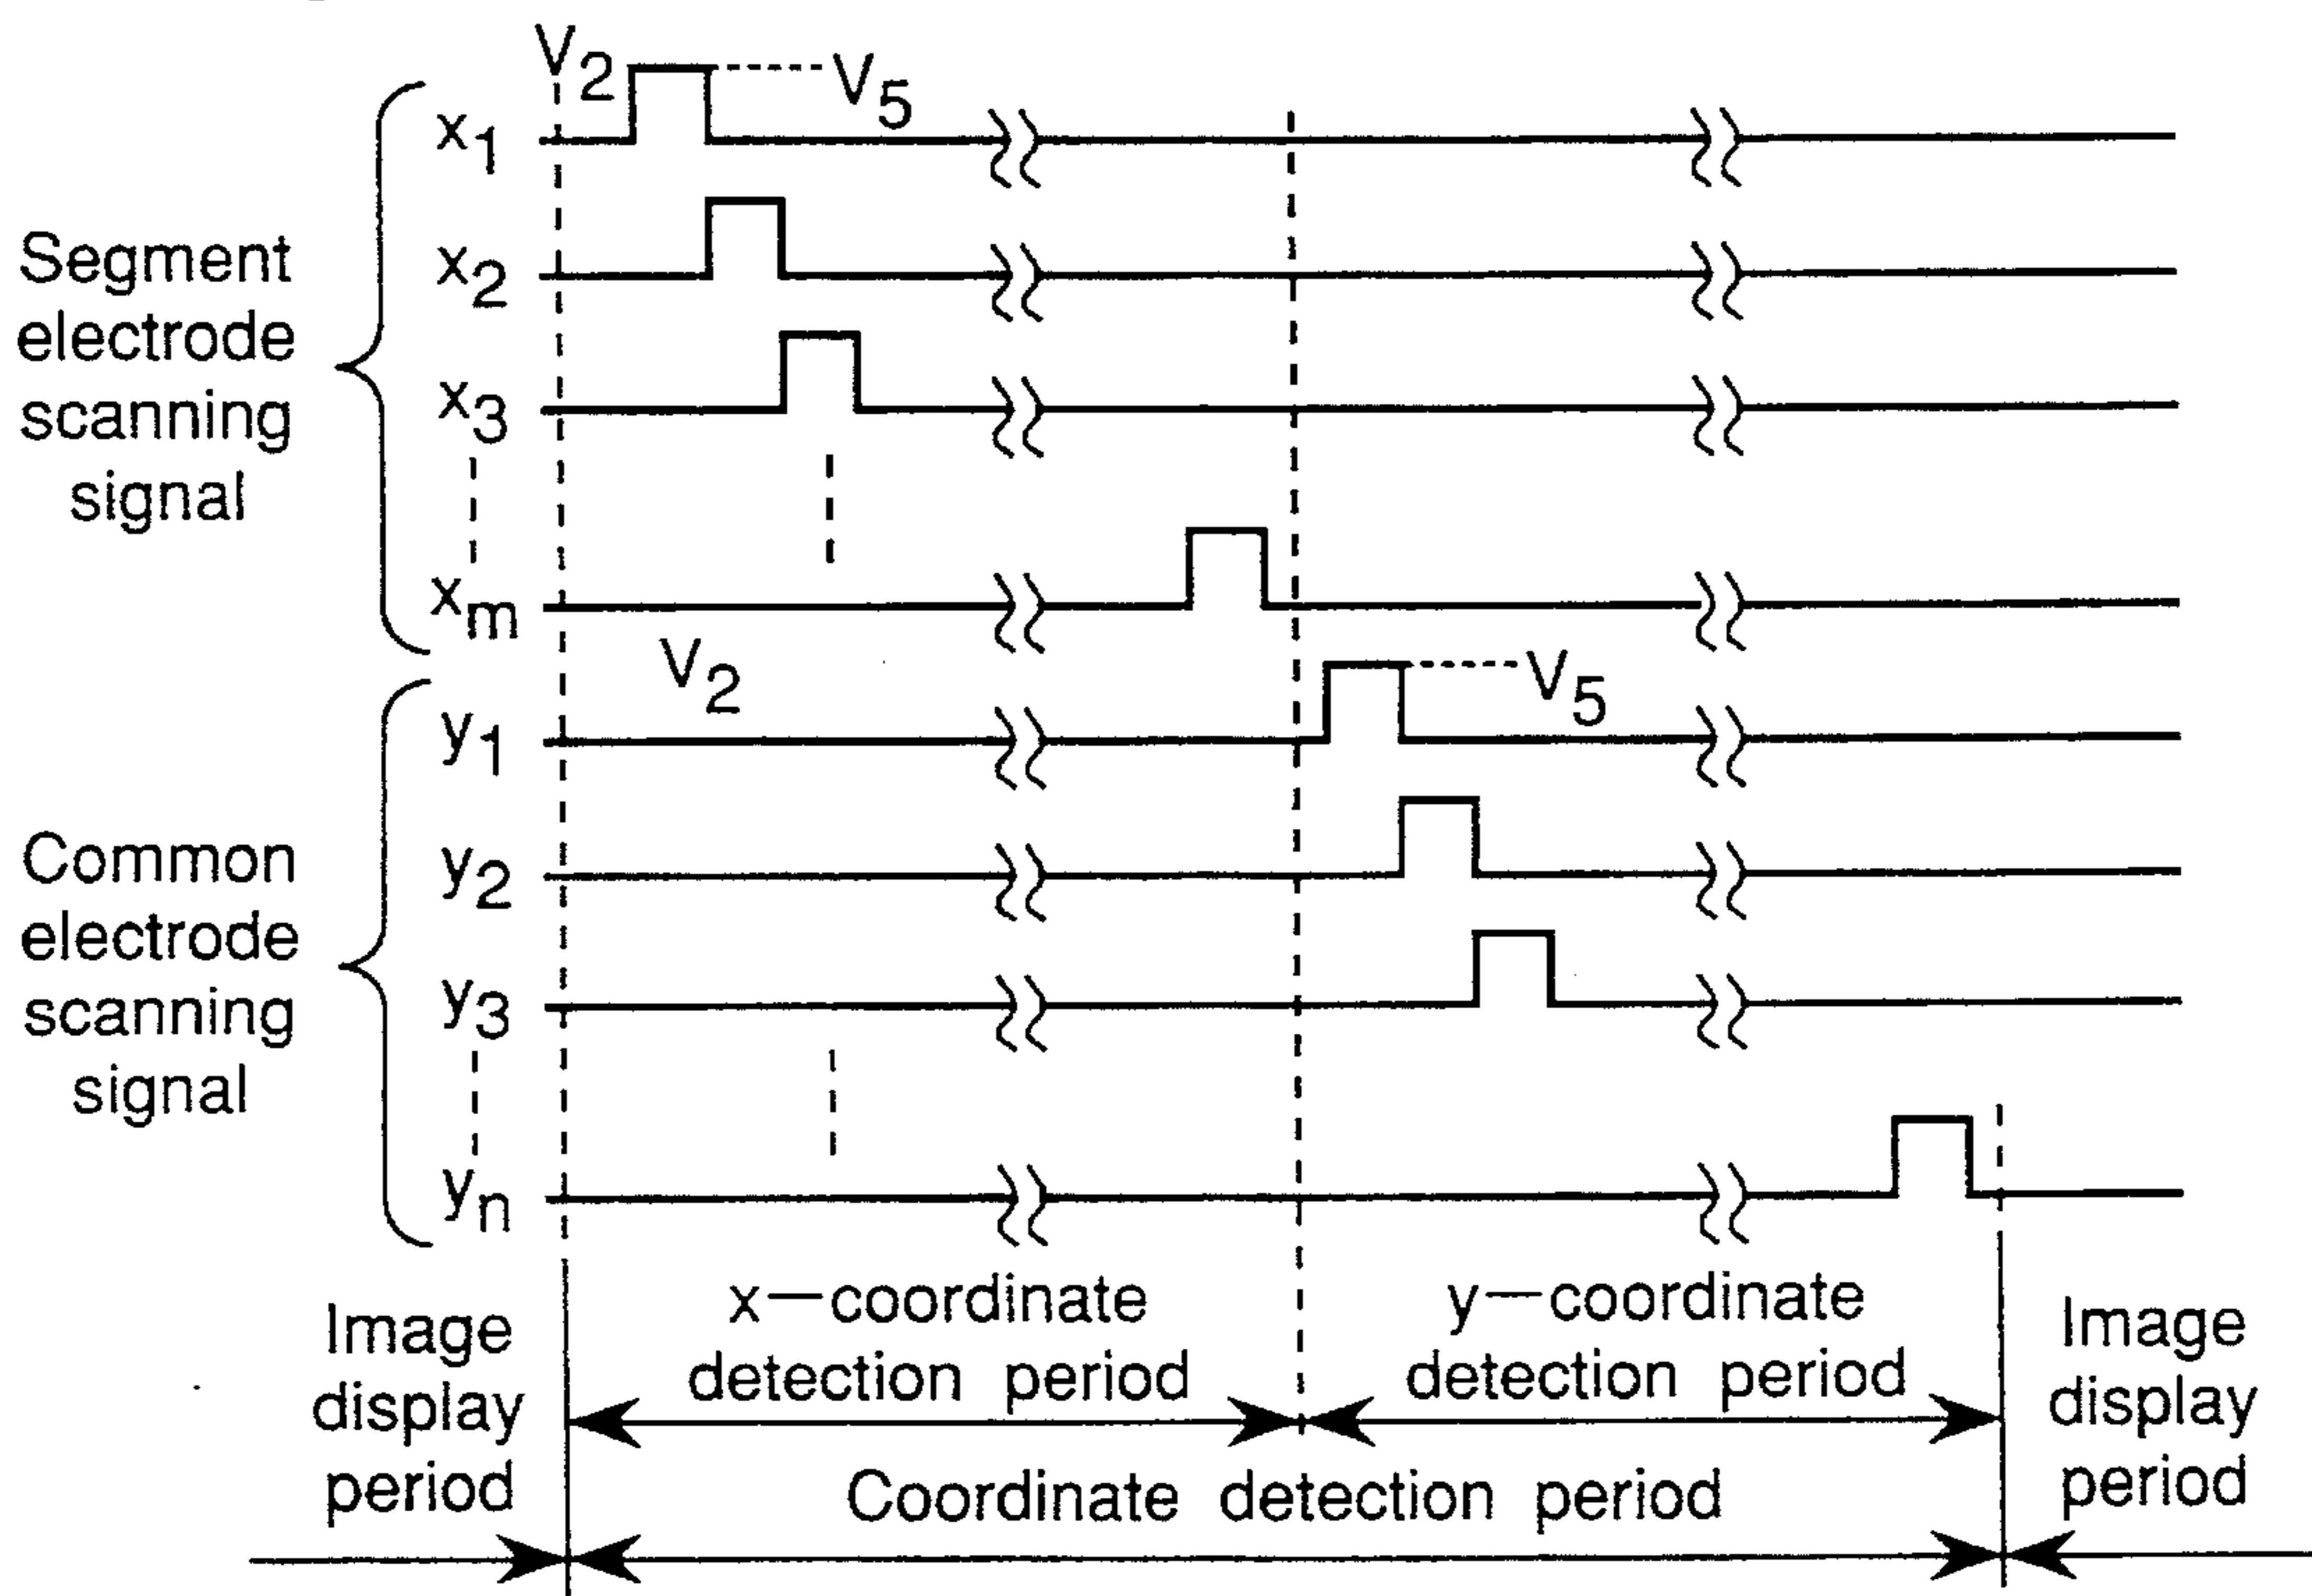 V2
V5
x1
x2
x3
xm
Segment
electrode
scanning
signal
V2
V5
y1
y2
y3
yn
Common
electrode
scanning
signal
x—coordinate
detection period
y—coordinate
detection period
Image
display
period
Image
display
period
Coordinate detection period